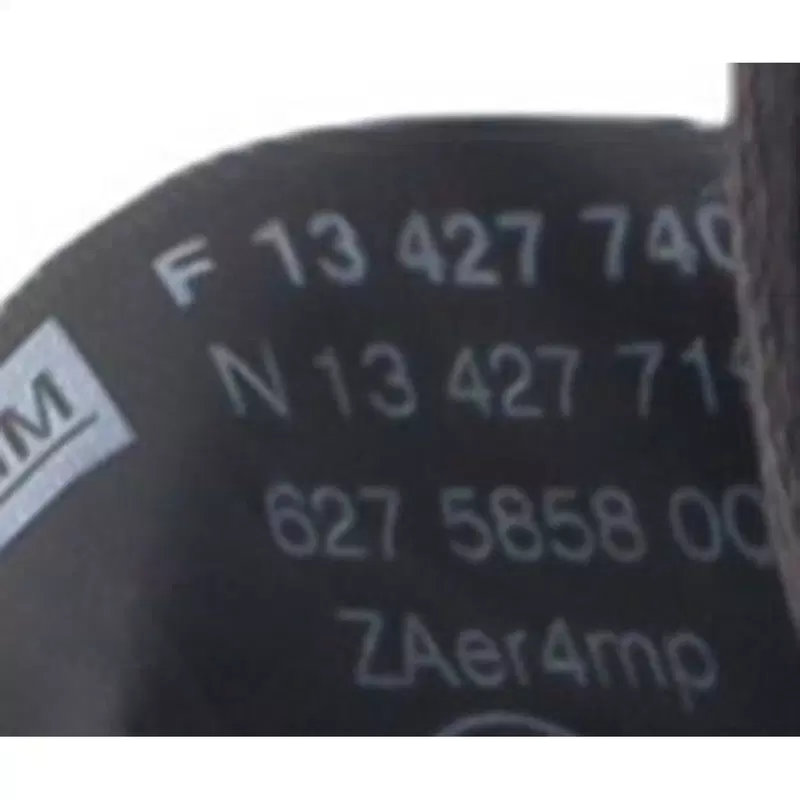 F 13 427 740
N 13 427 71
627 5858 00
ZAer4mp